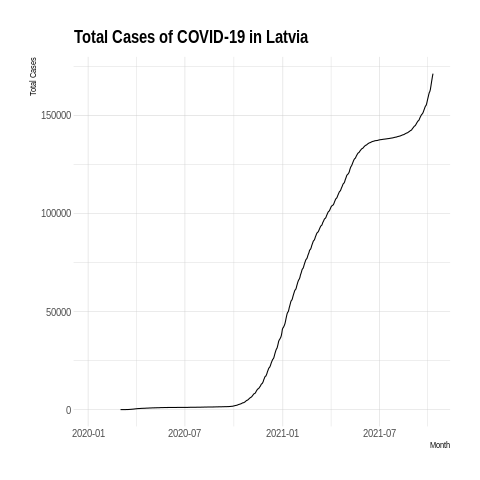 Total Cases of COVID-19 in Latvia
Total Cases
150000
100000
50000
0
2020-01 2020-07 2021-01 2021-07
Month